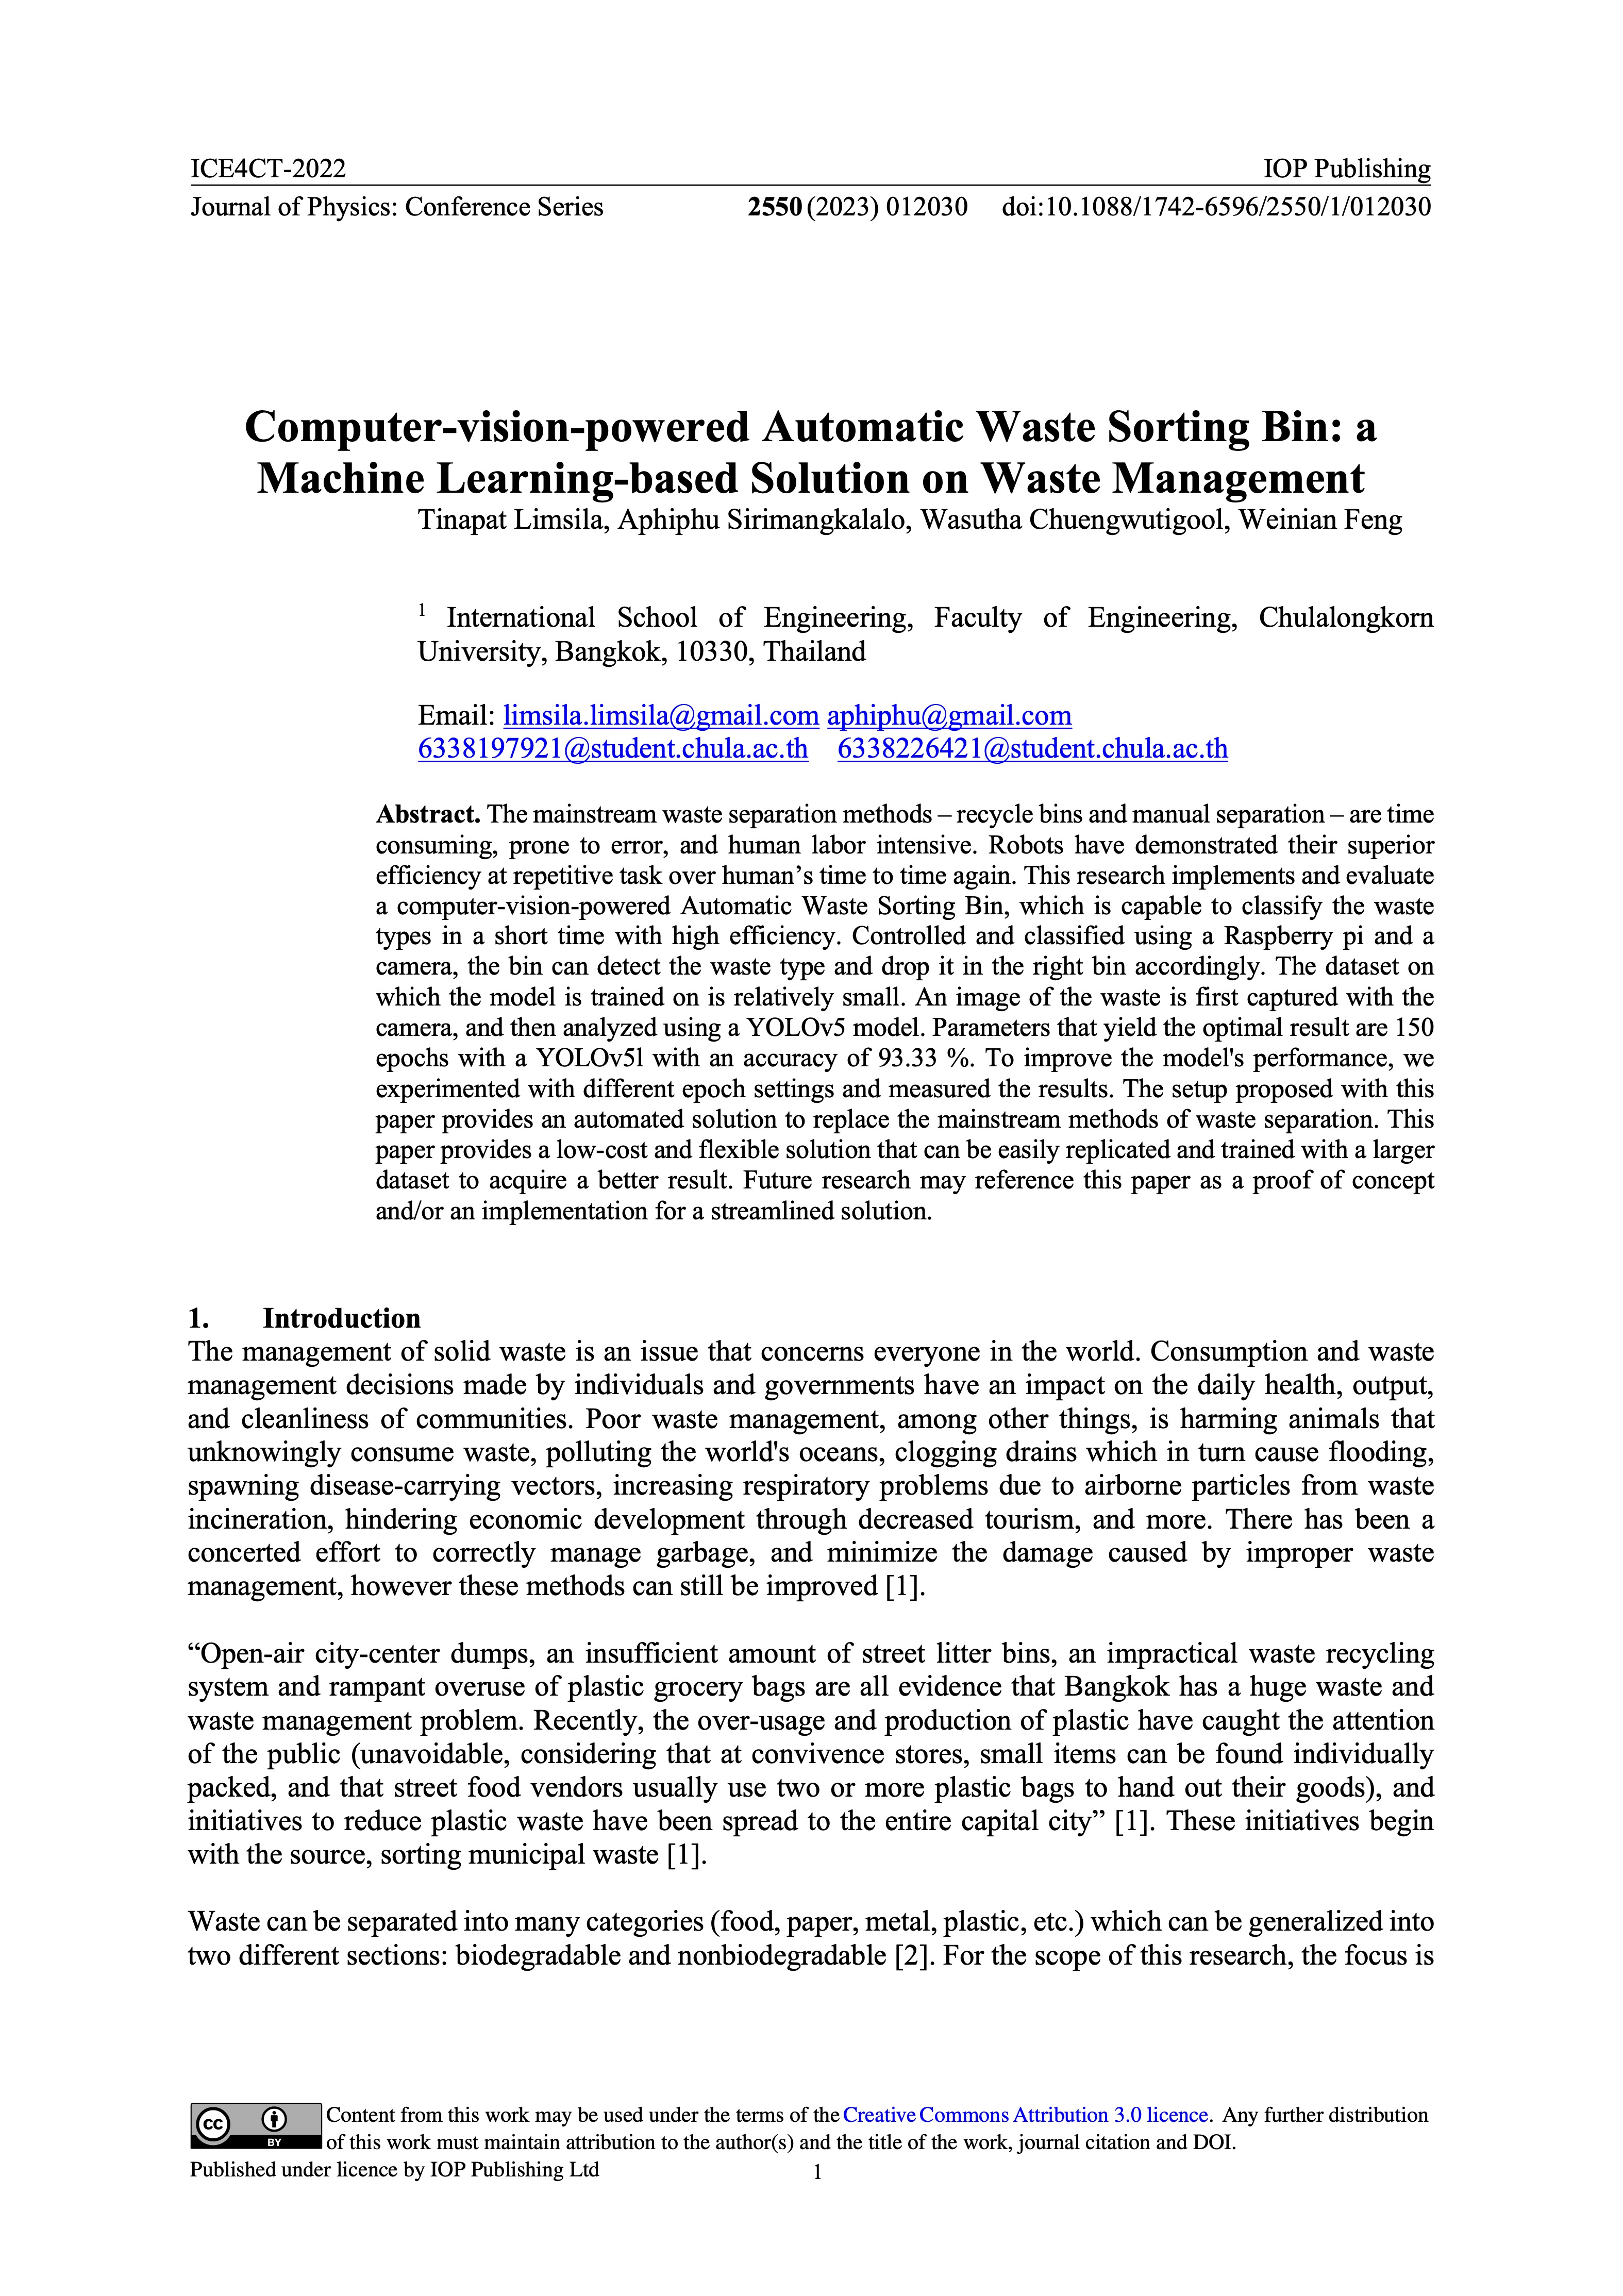 ICE4CT-2022 IOP Publishing
Journal of Physics: Conference Series 2550 (2023) 012030 doi:10.1088/1742-6596/2550/1/012030
Computer-vision-powered Automatic Waste Sorting Bin: a
Machine Learning-based Solution on Waste Management
Tinapat Limsila, Aphiphu Sirimangkalalo, Wasutha Chuengwutigool, Weinian Feng
1 International School of Engineering, Faculty of Engineering, Chulalongkorn
University, Bangkok, 10330, Thailand
Email: limsila.limsila@gmail.com aphiphu@gmail.com
6338197921@student.chula.ac.th 6338226421@student.chula.ac.th
Abstract. The mainstream waste separation methods – recycle bins and manual separation – are time
consuming, prone to error, and human labor intensive. Robots have demonstrated their superior
efficiency at repetitive task over human’s time to time again. This research implements and evaluate
a computer-vision-powered Automatic Waste Sorting Bin, which is capable to classify the waste
types in a short time with high efficiency. Controlled and classified using a Raspberry pi and a
camera, the bin can detect the waste type and drop it in the right bin accordingly. The dataset on
which the model is trained on is relatively small. An image of the waste is first captured with the
camera, and then analyzed using a YOLOv5 model. Parameters that yield the optimal result are 150
epochs with a YOLOv5l with an accuracy of 93.33 %. To improve the model's performance, we
experimented with different epoch settings and measured the results. The setup proposed with this
paper provides an automated solution to replace the mainstream methods of waste separation. This
paper provides a low-cost and flexible solution that can be easily replicated and trained with a larger
dataset to acquire a better result. Future research may reference this paper as a proof of concept
and/or an implementation for a streamlined solution.
1. Introduction
The management of solid waste is an issue that concerns everyone in the world. Consumption and waste
management decisions made by individuals and governments have an impact on the daily health, output,
and cleanliness of communities. Poor waste management, among other things, is harming animals that
unknowingly consume waste, polluting the world's oceans, clogging drains which in turn cause flooding,
spawning disease-carrying vectors, increasing respiratory problems due to airborne particles from waste
incineration, hindering economic development through decreased tourism, and more. There has been a
concerted effort to correctly manage garbage, and minimize the damage caused by improper waste
management, however these methods can still be improved [1].
“Open-air city-center dumps, an insufficient amount of street litter bins, an impractical waste recycling
system and rampant overuse of plastic grocery bags are all evidence that Bangkok has a huge waste and
waste management problem. Recently, the over-usage and production of plastic have caught the attention
of the public (unavoidable, considering that at convivence stores, small items can be found individually
packed, and that street food vendors usually use two or more plastic bags to hand out their goods), and
initiatives to reduce plastic waste have been spread to the entire capital city” [1]. These initiatives begin
with the source, sorting municipal waste [1].
Waste can be separated into many categories (food, paper, metal, plastic, etc.) which can be generalized into
two different sections: biodegradable and nonbiodegradable [2]. For the scope of this research, the focus is
cc BY
Content from this work may be used under the terms of the Creative Commons Attribution 3.0 licence. Any further distribution
of this work must maintain attribution to the author(s) and the title of the work, journal citation and DOI.
Published under licence by IOP Publishing Ltd 1